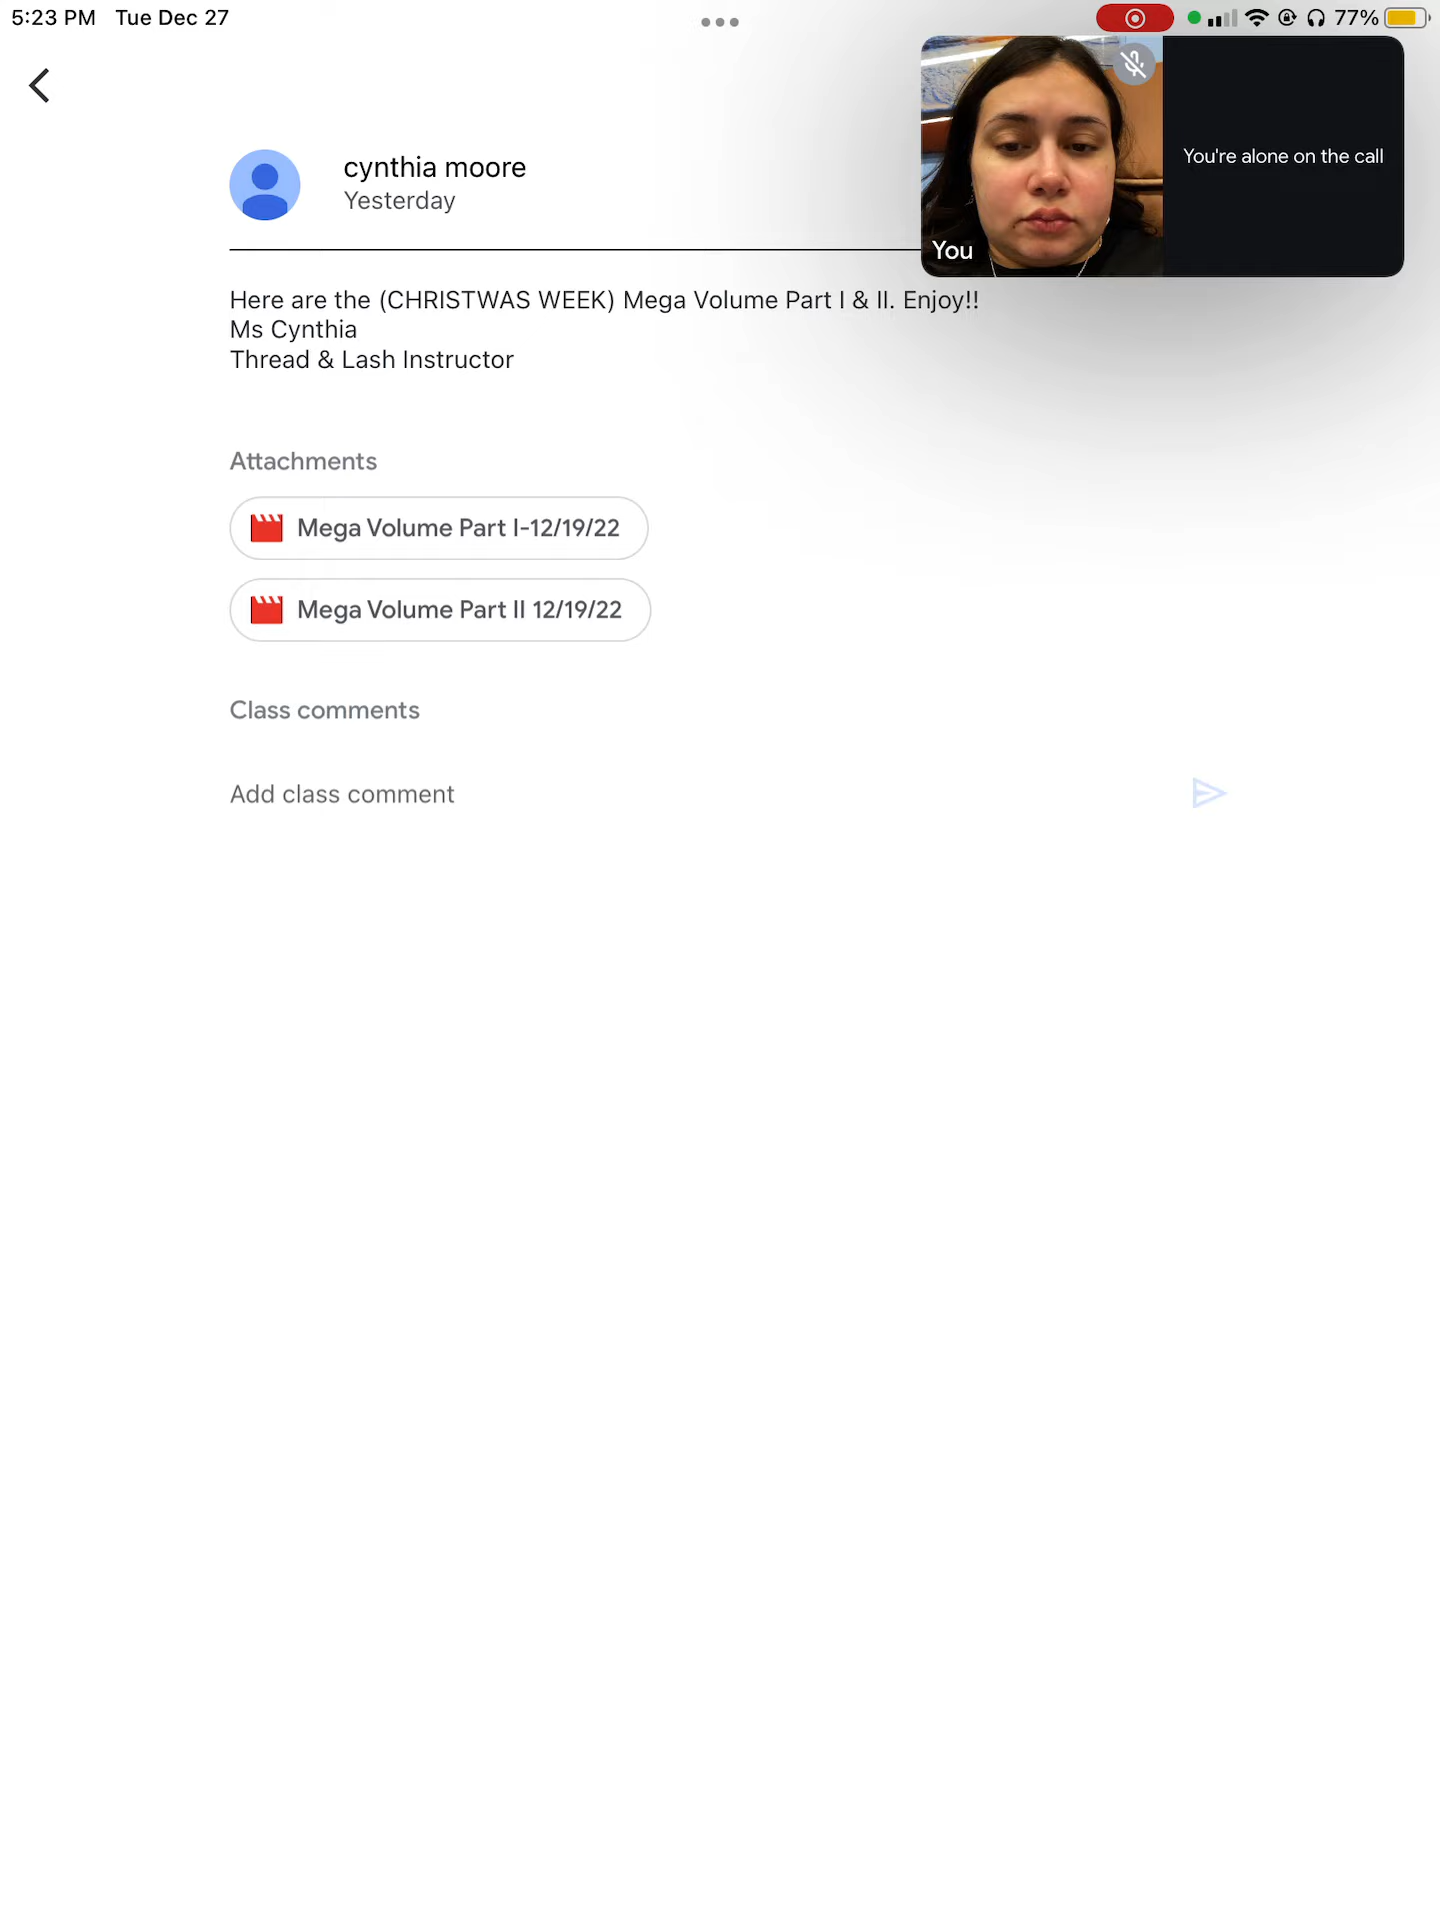 5:23 PM Tue Dec 27
77%
You're alone on the call
You
cynthia moore
Yesterday
Here are the (CHRISTWAS WEEK) Mega Volume Part I & II. Enjoy!!
Ms Cynthia
Thread & Lash Instructor
Attachments
Mega Volume Part I-12/19/22
Mega Volume Part II 12/19/22
Class comments
Add class comment